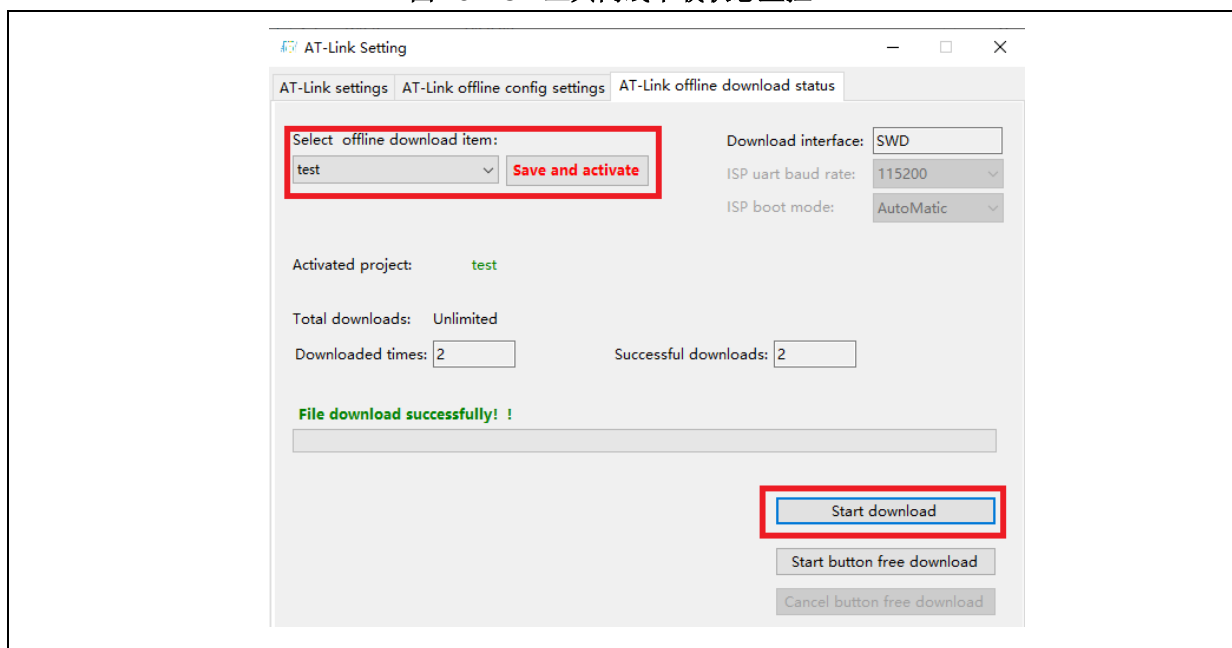 AT-Link Setting
AT-Link settings AT-Link offline config settings AT-Link offline download status
Select offline download item:
Download interface: SWD
test Save and activate
ISP uart baud rate: 115200
ISP boot mode: AutoMatic
Activated project: test
Total downloads: Unlimited
Downloaded times: 2 Successful downloads: 2
File download successfully! !
Start download
Start button free download
Cancel button free download